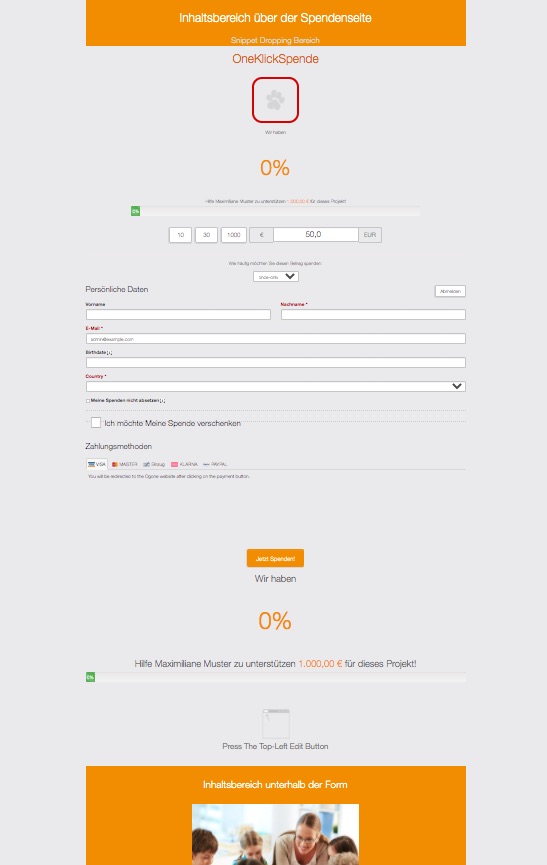 Inhaltsbereich über der Spendenseite
Snippet Dropping Bereich
OneKlickSpende
Wir haben
0%
Hilfe Maximiliane Muster zu unterstützen 1.000,00 € für dieses Projekt!
0%
10 30 1000 € 50,0 EUR
Wie häufig möchten Sie diesen Betrag spenden
Persönliche Daten
Abmelden
Vorname Nachname *
E-Mail *
admin@example.com
Birthdate
Country *
Meine Spenden nicht absetzen
Ich möchte Meine Spende verschenken
Zahlungsmethoden
VISA MASTER Einzug KLARNA PAYPAL
You will be redirected to the Ogone website after clicking on the payment button.
Jetzt Spenden!
Wir haben
0%
Hilfe Maximiliane Muster zu unterstützen 1.000,00 € für dieses Projekt!
0%
Press The Top-Left Edit Button
Inhaltsbereich unterhalb der Form